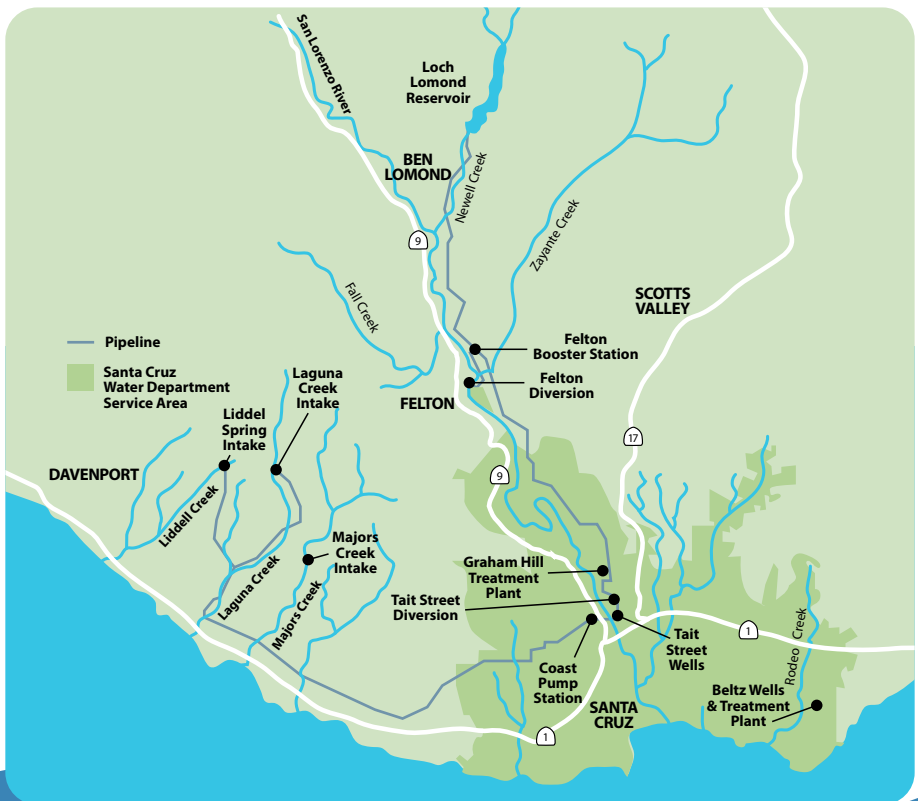 San Lorenzo River
Loch
Lomond
Reservoir
BEN
LOMOND
Newell Creek
9
Zayante Creek
Fall Creek
SCOTTS
VALLEY
Pipeline
Santa Cruz
Water Department
Service Area
Felton
Booster Station
Felton
Diversion
FELTON
Laguna
Creek
Intake
Liddel
Spring
Intake
DAVENPORT
Liddell Creek
17
9
Majors
Creek
Intake
Laguna Creek
Majors Creek
Graham Hill
Treatment
Plant
Tait Street
Diversion
Tait
Street
Wells
1
Rodeo Creek
Coast
Pump
Station
SANTA
CRUZ
Beltz Wells
& Treatment
Plant
1